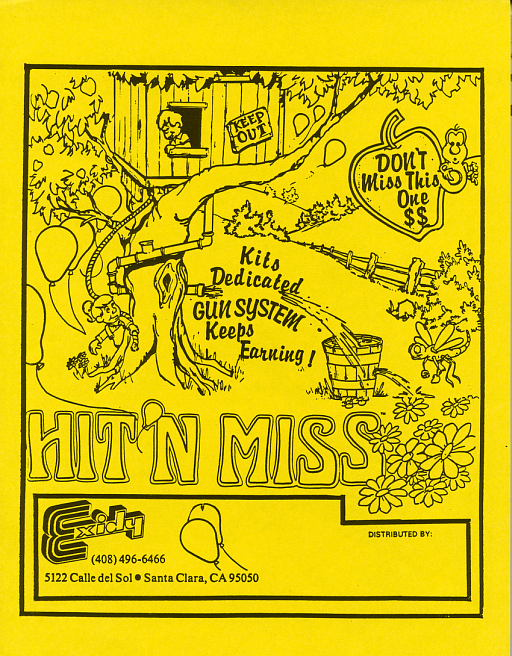 KEEP
OUT
DON'T
Miss This
One
$$
Kits
Dedicated
GUN SYSTEM
Keeps
Earning!
HIT'N MISS™
Exidy
(408) 496-6466
5122 Calle del Sol ● Santa Clara, CA 95050
DISTRIBUTED BY: